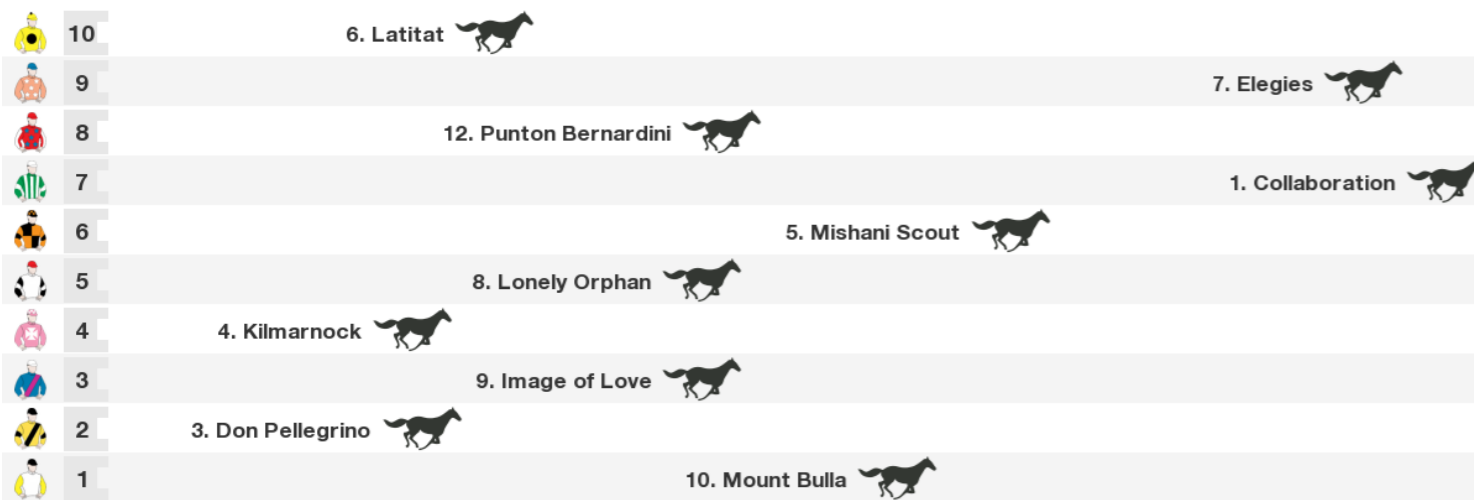 10 6. Latitat
9 7. Elegies
8 12. Punton Bernardini
7 1. Collaboration
6 5. Mishani Scout
5 8. Lonely Orphan
4 4. Kilmarnock
3 9. Image of Love
2 3. Don Pellegrino
1 10. Mount Bulla